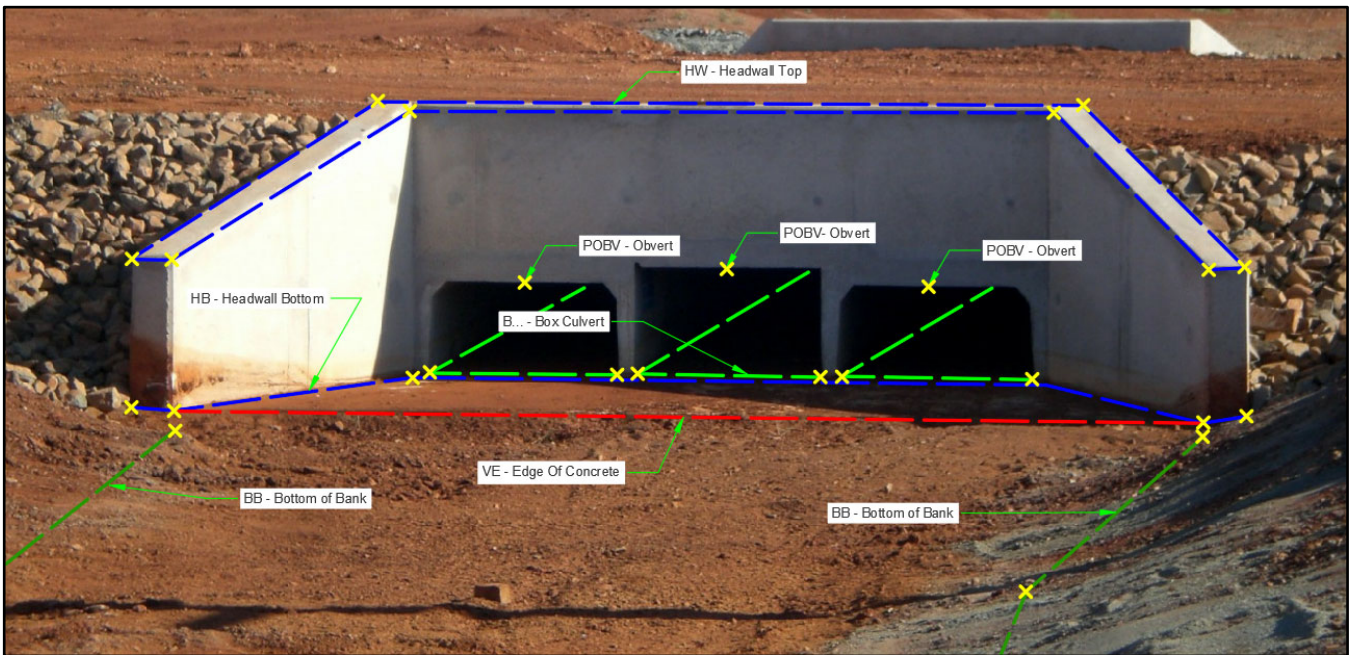 HW - Headwall Top
POBV - Obvert
POBV- Obvert
POBV - Obvert
HB - Headwall Bottom
B... - Box Culvert
VE - Edge Of Concrete
BB - Bottom of Bank
BB - Bottom of Bank